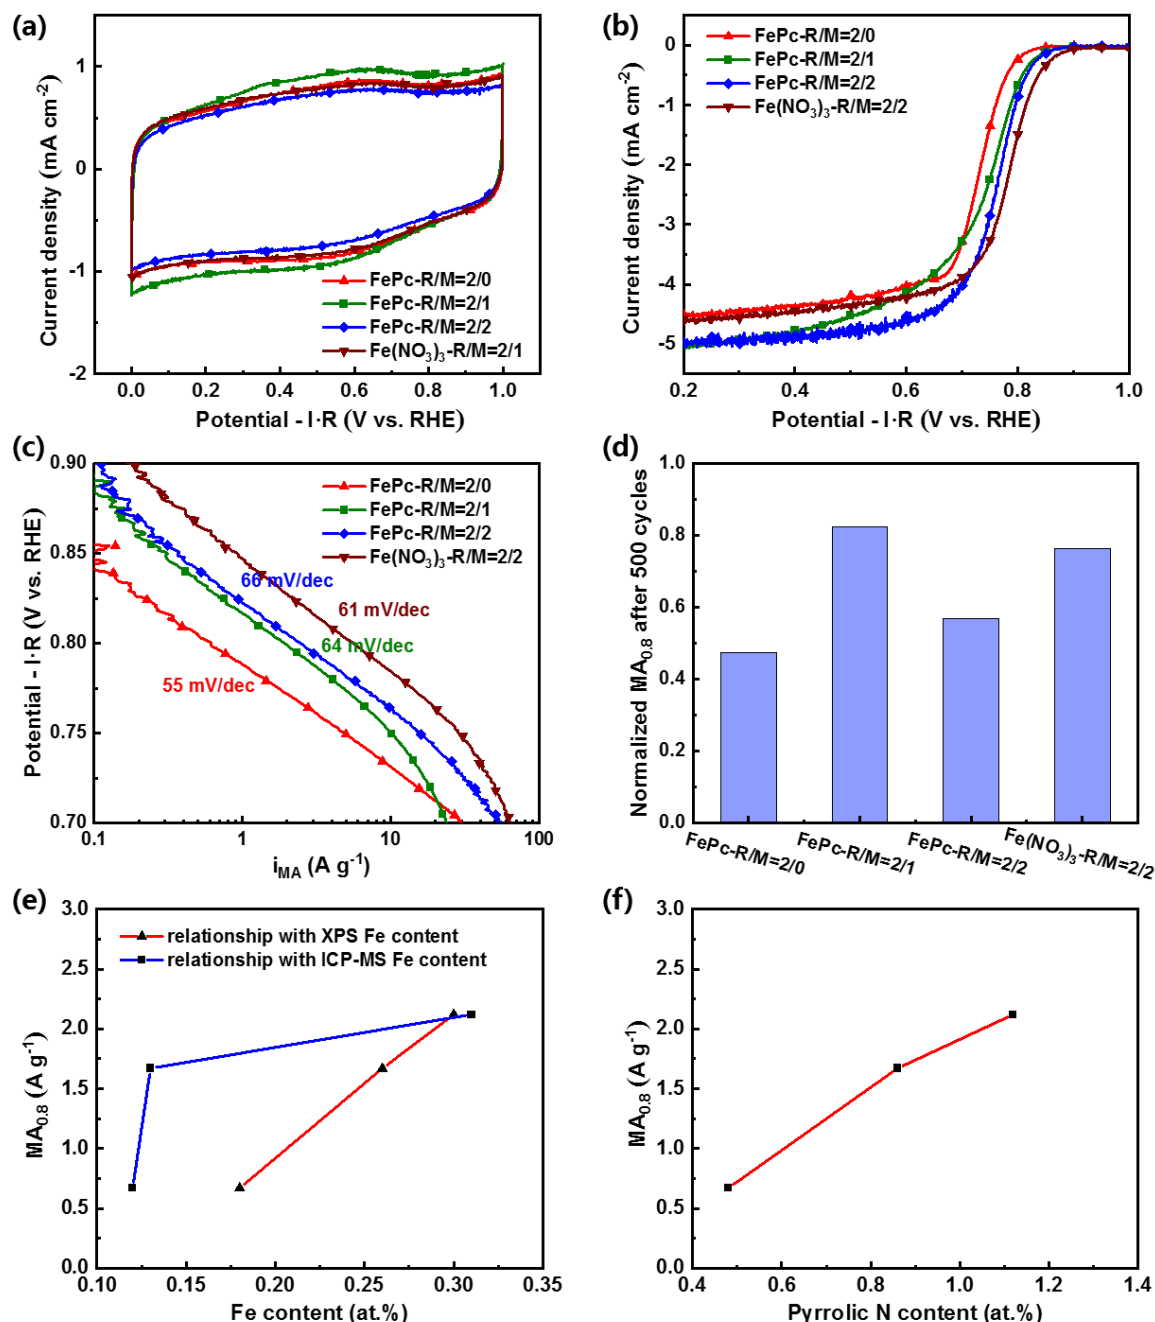 (a)
1
0
-1
-2
0.0 0.2 0.4 0.6 0.8 1.0
Current density (mA cm-2)
Potential - I·R (V vs. RHE)
FePc-R/M=2/0
FePc-R/M=2/1
FePc-R/M=2/2
Fe(NO3)3-R/M=2/1
(b)
FePc-R/M=2/0
FePc-R/M=2/1
FePc-R/M=2/2
Fe(NO3)3-R/M=2/2
0
-1
-2
-3
-4
-5
0.2 0.4 0.6 0.8 1.0
Current density (mA cm-2)
Potential - I·R (V vs. RHE)
(c)
0.90
0.85
0.80
0.75
0.70
0.1 1 10 100
Potential - I·R (V vs. RHE)
iMA (A g-1)
FePc-R/M=2/0
FePc-R/M=2/1
FePc-R/M=2/2
Fe(NO3)3-R/M=2/2
66 mV/dec
61 mV/dec
64 mV/dec
55 mV/dec
(d)
1.0
0.8
0.6
0.4
0.2
0.0
Normalized MA0.8 after 500 cycles
FePc-R/M=2/0
FePc-R/M=2/1
FePc-R/M=2/2
Fe(NO3)3-R/M=2/2
(e)
3.0
2.5
2.0
1.5
1.0
0.5
0.0
0.10 0.15 0.20 0.25 0.30 0.35
MA0.8 (A g-1)
Fe content (at.%)
relationship with XPS Fe content
relationship with ICP-MS Fe content
(f)
3.0
2.5
2.0
1.5
1.0
0.5
0.0
0.4 0.6 0.8 1.0 1.2 1.4
MA0.8 (A g-1)
Pyrrolic N content (at.%)